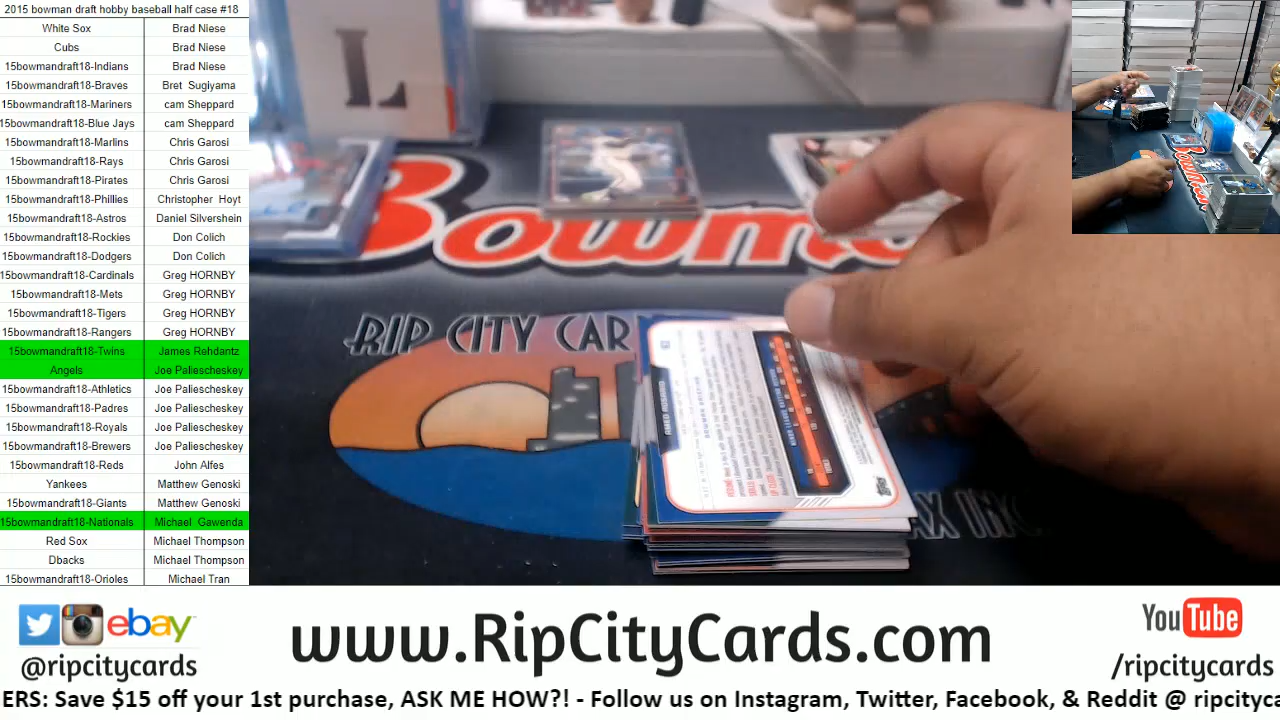 2015 bowman draft hobby baseball half case #18
White Sox Brad Niese
Cubs Brad Niese
15bowmandraft18-Indians Brad Niese
15bowmandraft18-Braves Bret Sugiyama
15bowmandraft18-Mariners cam Sheppard
15bowmandraft18-Blue Jays cam Sheppard
15bowmandraft18-Marlins Chris Garosi
15bowmandraft18-Rays Chris Garosi
15bowmandraft18-Pirates Chris Garosi
15bowmandraft18-Phillies Christopher Hoyt
15bowmandraft18-Astros Daniel Silvershein
15bowmandraft18-Rockies Don Colich
15bowmandraft18-Dodgers Don Colich
15bowmandraft18-Cardinals Greg HORNBY
15bowmandraft18-Mets Greg HORNBY
15bowmandraft18-Tigers Greg HORNBY
15bowmandraft18-Rangers Greg HORNBY
15bowmandraft18-Twins James Rehdantz
Angels Joe Paliescheskey
15bowmandraft18-Athletics Joe Paliescheskey
15bowmandraft18-Padres Joe Paliescheskey
15bowmandraft18-Royals Joe Paliescheskey
15bowmandraft18-Brewers Joe Paliescheskey
15bowmandraft18-Reds John Alfes
Yankees Matthew Genoski
15bowmandraft18-Giants Matthew Genoski
15bowmandraft18-Nationals Michael Gawenda
Red Sox Michael Thompson
Dbacks Michael Thompson
15bowmandraft18-Orioles Michael Tran
L
Bowm
RIP CITY CAR
AMED ROSARIO
Topps
ebay
@ripcitycards
www.RipCityCards.com
YouTube
/ripcitycards
ERS: Save $15 off your 1st purchase, ASK ME HOW?! - Follow us on Instagram, Twitter, Facebook, & Reddit @ ripcityca